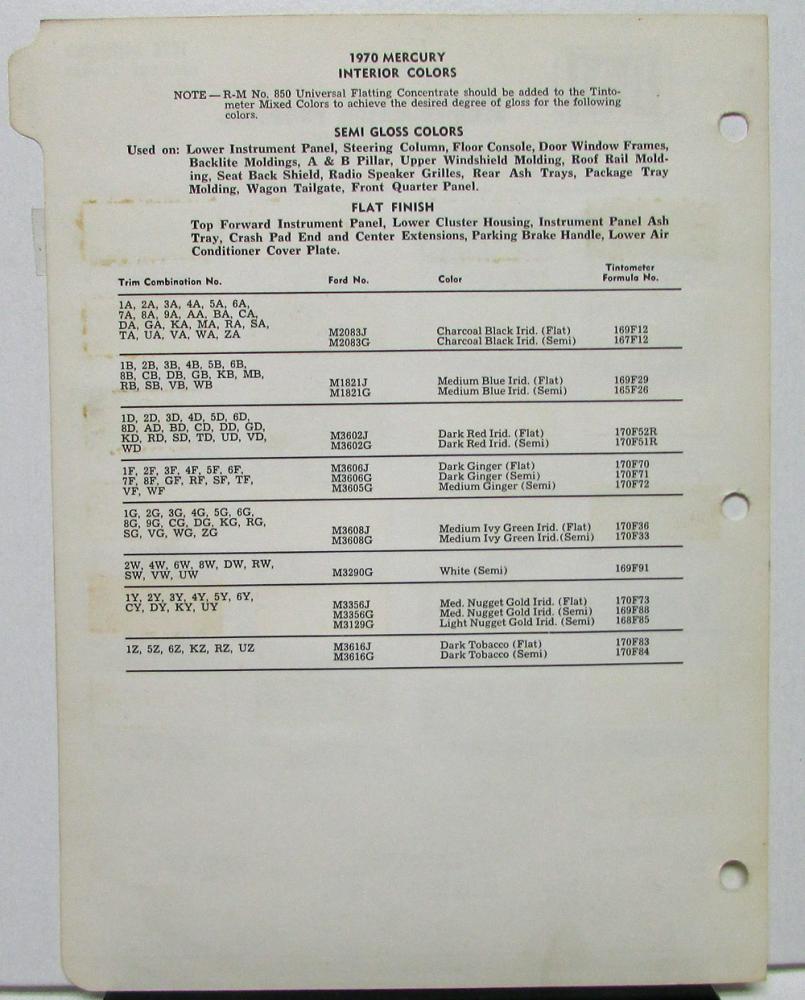 1970 MERCURY
INTERIOR COLORS
NOTE — R-M No. 850 Universal Flatting Concentrate should be added to the Tinto-
meter Mixed Colors to achieve the desired degree of gloss for the following
colors.
SEMI GLOSS COLORS
Used on: Lower Instrument Panel, Steering Column, Floor Console, Door Window Frames,
Backlite Moldings, A & B Pillar, Upper Windshield Molding, Roof Rail Mold-
ing, Seat Back Shield, Radio Speaker Grilles, Rear Ash Trays, Package Tray
Molding, Wagon Tailgate, Front Quarter Panel.
FLAT FINISH
Top Forward Instrument Panel, Lower Cluster Housing, Instrument Panel Ash
Tray, Crash Pad End and Center Extensions, Parking Brake Handle, Lower Air
Conditioner Cover Plate.
Tintometer
Trim Combination No. Ford No. Color Formula No.
1A, 2A, 3A, 4A, 5A, 6A,
7A, 8A, 9A, AA, BA, CA,
DA, GA, KA, MA, RA, SA,
TA, UA, VA, WA, ZA M2083J Charcoal Black Irid. (Flat) 169F12
M2083G Charcoal Black Irid. (Semi) 167F12
1B, 2B, 3B, 4B, 5B, 6B,
8B, CB, DB, GB, KB, MB,
RB, SB, VB, WB M1821J Medium Blue Irid. (Flat) 169F29
M1821G Medium Blue Irid. (Semi) 165F26
1D, 2D, 3D, 4D, 5D, 6D,
8D, AD, BD, CD, DD, GD,
KD, RD, SD, TD, UD, VD, M3602J Dark Red Irid. (Flat) 170F52R
WD M3602G Dark Red Irid. (Semi) 170F51R
1F, 2F, 3F, 4F, 5F, 6F, M3606J Dark Ginger (Flat) 170F70
7F, 8F, GF, RF, SF, TF, M3606G Dark Ginger (Semi) 170F71
VF, WF M3605G Medium Ginger (Semi) 170F72
1G, 2G, 3G, 4G, 5G, 6G,
8G, 9G, CG, DG, KG, RG,
SG, VG, WG, ZG M3608J Medium Ivy Green Irid. (Flat) 170F36
M3608G Medium Ivy Green Irid.(Semi) 170F33
2W, 4W, 6W, 8W, DW, RW,
SW, VW, UW M3290G White (Semi) 169F91
1Y, 2Y, 3Y, 4Y, 5Y, 6Y, M3356J Med. Nugget Gold Irid. (Flat) 170F73
CY, DY, KY, UY M3356G Med. Nugget Gold Irid. (Semi) 169F88
M3129G Light Nugget Gold Irid. (Semi) 168F85
1Z, 5Z, 6Z, KZ, RZ, UZ M3616J Dark Tobacco (Flat) 170F83
M3616G Dark Tobacco (Semi) 170F84